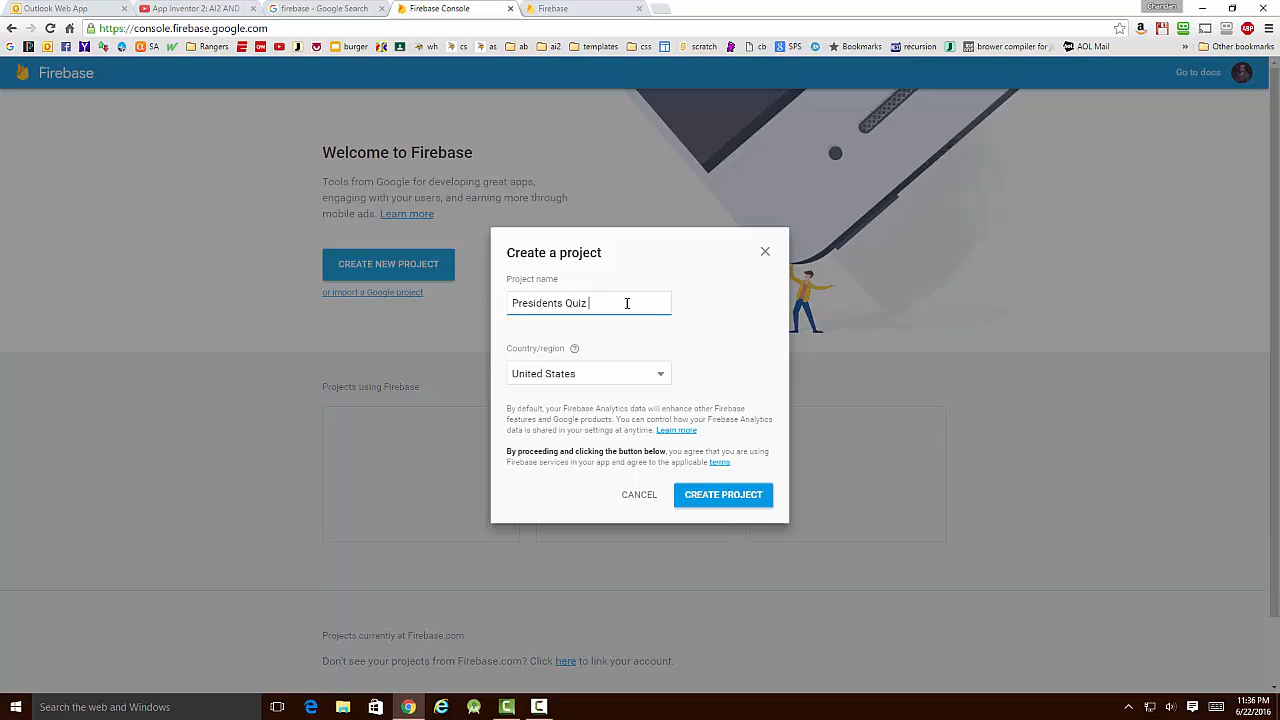 Chandan
Outlook Web App
App Inventor 2: AI2 AND
firebase - Google Search
Firebase Console
Firebase
https://console.firebase.google.com
SA
Rangers
burger
wh
cs
as
ab
ai2
templates
css
scratch
cb
SPS
Bookmarks
recursion
brower compiler for ja
AOL Mail
»
Other bookmarks
Firebase
Go to docs
Welcome to Firebase
Tools from Google for developing great apps,
engaging with your users, and earning more through
mobile ads. Learn more
CREATE NEW PROJECT
or import a Google project
Create a project
Project name
Presidents Quiz
Country/region
United States
By default, your Firebase Analytics data will enhance other Firebase
features and Google products. You can control how your Firebase Analytics
data is shared in your settings at anytime. Learn more
By proceeding and clicking the button below, you agree that you are using
Firebase services in your app and agree to the applicable terms.
CANCEL
CREATE PROJECT
Projects using Firebase
Projects currently at Firebase.com
Don't see your projects from Firebase.com? Click here to link your account.
Search the web and Windows
11:36 PM
6/22/2016